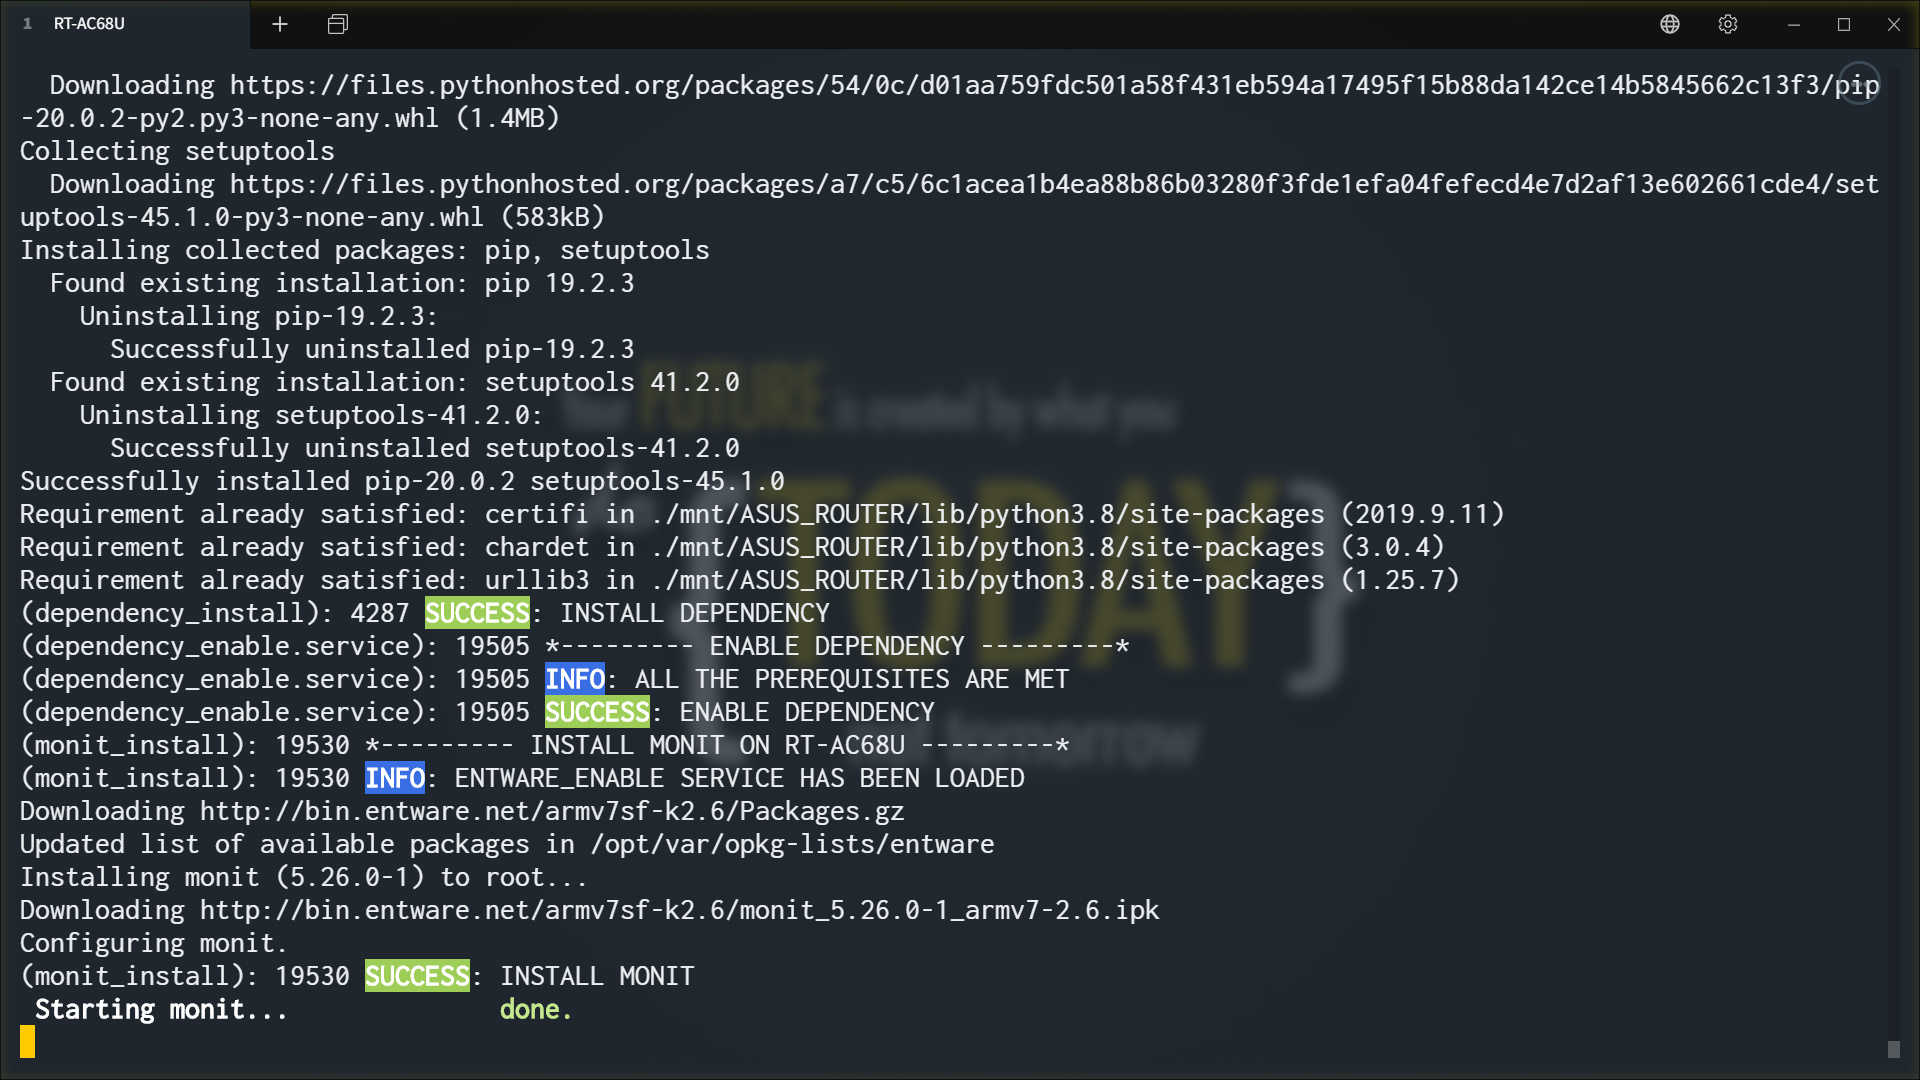 1 RT-AC68U
Downloading https://files.pythonhosted.org/packages/54/0c/d01aa759fdc501a58f431eb594a17495f15b88da142ce14b5845662c13f3/pip
-20.0.2-py2.py3-none-any.whl (1.4MB)
Collecting setuptools
Downloading https://files.pythonhosted.org/packages/a7/c5/6c1acea1b4ea88b86b03280f3fde1efa04fefecd4e7d2af13e602661cde4/set
uptools-45.1.0-py3-none-any.whl (583kB)
Installing collected packages: pip, setuptools
Found existing installation: pip 19.2.3
Uninstalling pip-19.2.3:
Successfully uninstalled pip-19.2.3
Found existing installation: setuptools 41.2.0
Uninstalling setuptools-41.2.0:
Successfully uninstalled setuptools-41.2.0
Successfully installed pip-20.0.2 setuptools-45.1.0
Requirement already satisfied: certifi in ./mnt/ASUS_ROUTER/lib/python3.8/site-packages (2019.9.11)
Requirement already satisfied: chardet in ./mnt/ASUS_ROUTER/lib/python3.8/site-packages (3.0.4)
Requirement already satisfied: urllib3 in ./mnt/ASUS_ROUTER/lib/python3.8/site-packages (1.25.7)
(dependency_install): 4287 SUCCESS: INSTALL DEPENDENCY
(dependency_enable.service): 19505 *--------- ENABLE DEPENDENCY ---------*
(dependency_enable.service): 19505 INFO: ALL THE PREREQUISITES ARE MET
(dependency_enable.service): 19505 SUCCESS: ENABLE DEPENDENCY
(monit_install): 19530 *--------- INSTALL MONIT ON RT-AC68U ---------*
(monit_install): 19530 INFO: ENTWARE_ENABLE SERVICE HAS BEEN LOADED
Downloading http://bin.entware.net/armv7sf-k2.6/Packages.gz
Updated list of available packages in /opt/var/opkg-lists/entware
Installing monit (5.26.0-1) to root...
Downloading http://bin.entware.net/armv7sf-k2.6/monit_5.26.0-1_armv7-2.6.ipk
Configuring monit.
(monit_install): 19530 SUCCESS: INSTALL MONIT
Starting monit... done.
Your FUTURE is created by what you
{TODAY}
tomorrow